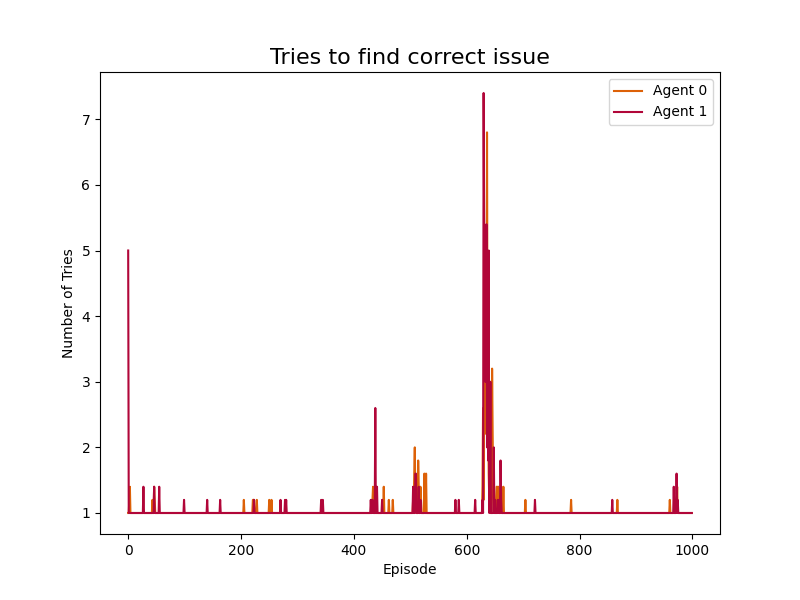 Tries to find correct issue
Agent 0
Agent 1
Number of Tries
7
6
5
4
3
2
1
0
200
400
600
800
1000
Episode